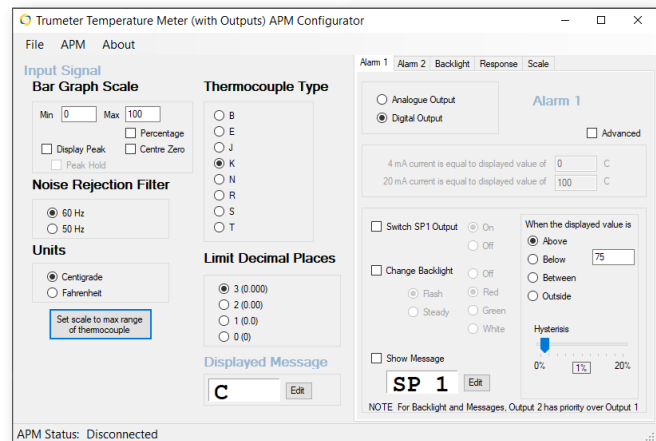 Trumeter Temperature Meter (with Outputs) APM Configurator
File APM About
Input Signal
Bar Graph Scale
Min 0 Max 100
Percentage
Display Peak Centre Zero
Peak Hold
Noise Rejection Filter
60 Hz
50 Hz
Units
Centigrade
Fahrenheit
Set scale to max range
of thermocouple
Thermocouple Type
B
E
J
K
N
R
S
T
Limit Decimal Places
3 (0.000)
2 (0.00)
1 (0.0)
0 (0)
Displayed Message
C Edit
Alarm 1 Alarm 2 Backlight Response Scale
Analogue Output
Digital Output
Alarm 1
Advanced
4 mA current is equal to displayed value of 0 C
20 mA current is equal to displayed value of 100 C
Switch SP1 Output On
Off
Change Backlight Off
Flash Red
Steady Green
White
Show Message
SP 1 Edit
When the displayed value is
Above
Below 75
Between
Outside
Hysterisis
0% 1% 20%
NOTE For Backlight and Messages, Output 2 has priority over Output 1
APM Status: Disconnected